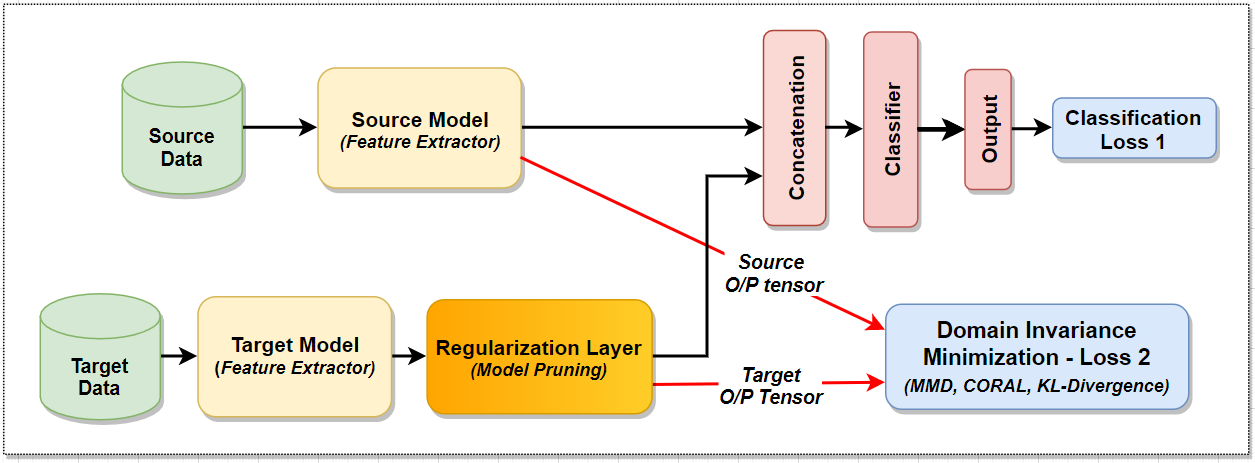 Source
Data
Source Model
(Feature Extractor)
Concatenation
Classifier
Output
Classification
Loss 1
Source
O/P tensor
Target
Data
Target Model
(Feature Extractor)
Regularization Layer
(Model Pruning)
Target
O/P Tensor
Domain Invariance
Minimization - Loss 2
(MMD, CORAL, KL-Divergence)